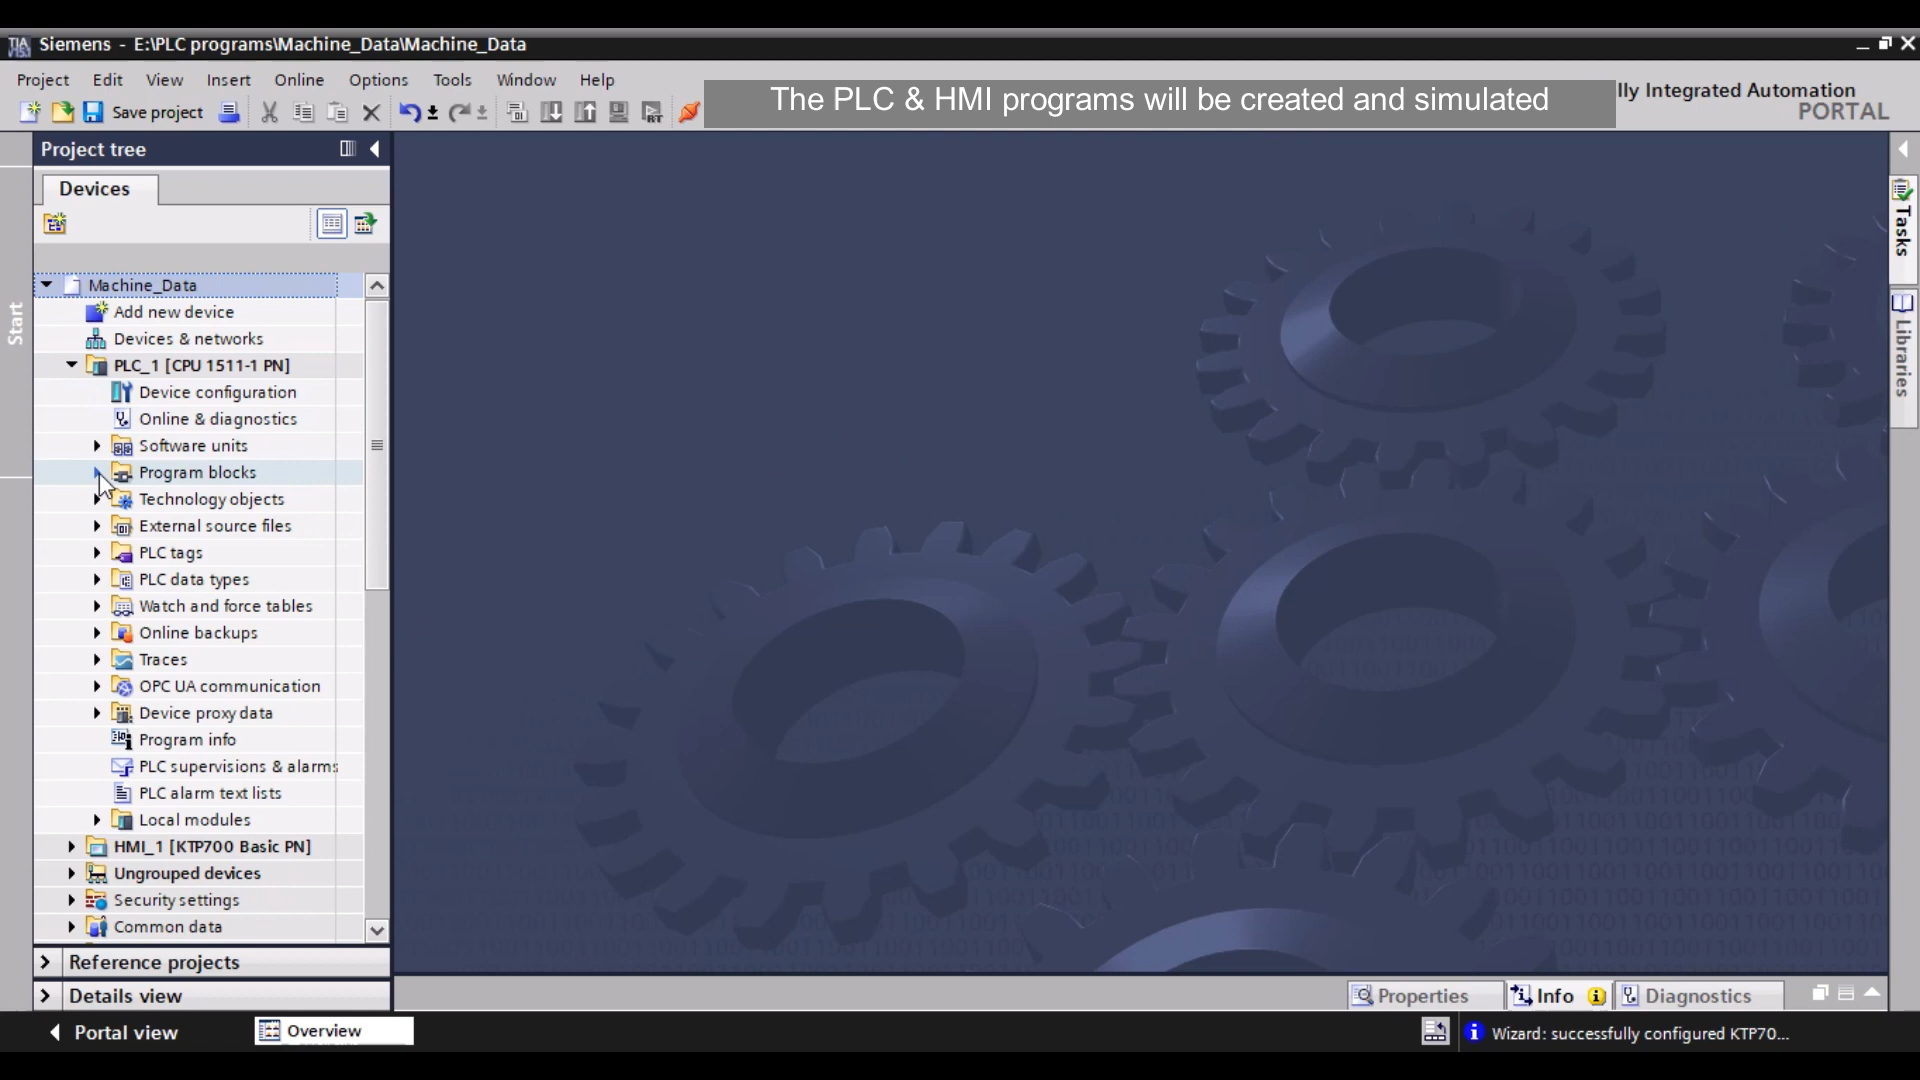 Siemens - E:\PLC programs\Machine_Data\Machine_Data
Project Edit View Insert Online Options Tools Window Help
The PLC & HMI programs will be created and simulated
lly Integrated Automation
PORTAL
Save project
Project tree
Devices
Start
Machine_Data
Add new device
Devices & networks
PLC_1 [CPU 1511-1 PN]
Device configuration
Online & diagnostics
Software units
Program blocks
Technology objects
External source files
PLC tags
PLC data types
Watch and force tables
Online backups
Traces
OPC UA communication
Device proxy data
Program info
PLC supervisions & alarms
PLC alarm text lists
Local modules
HMI_1 [KTP700 Basic PN]
Ungrouped devices
Security settings
Common data
Reference projects
Details view
Tasks
Libraries
Properties
Info
Diagnostics
Portal view
Overview
Wizard: successfully configured KTP70...